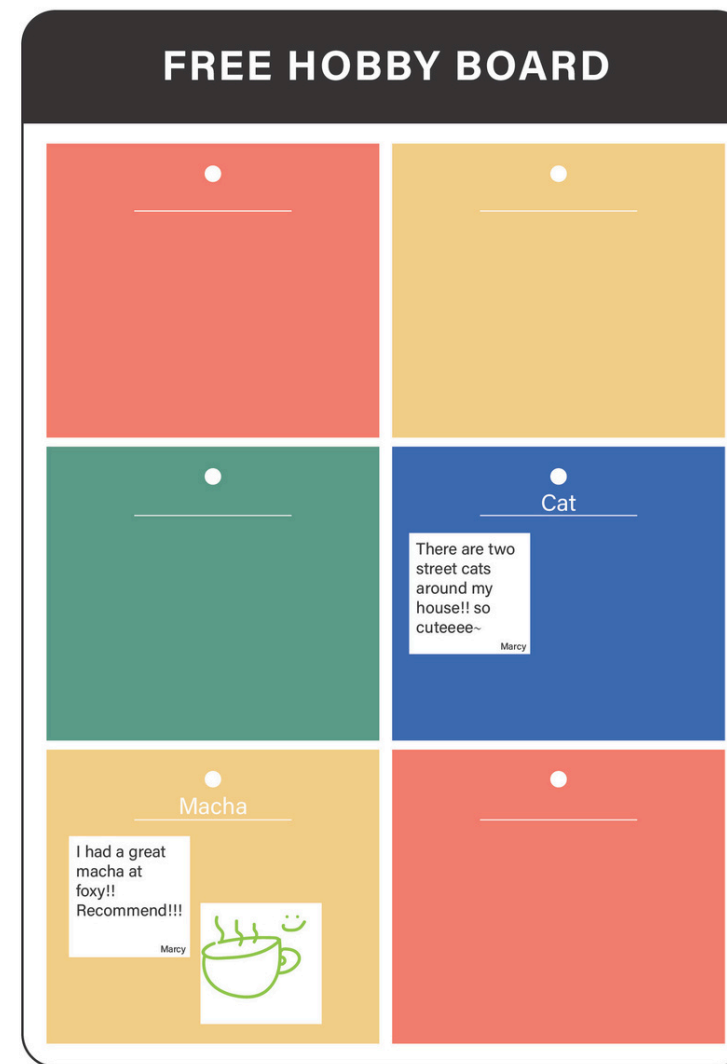 FREE HOBBY BOARD
Cat
There are two
street cats
around my
house!! so
cuteeee~
Marcy
Macha
I had a great
macha at
foxy!!
Recommend!!!
Marcy